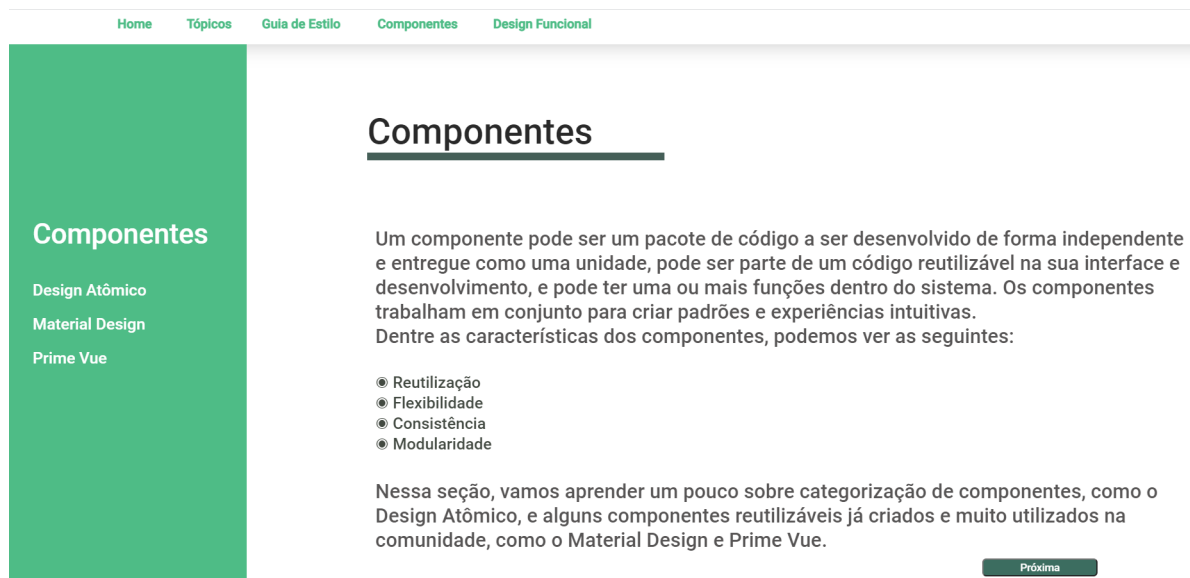 Home Tópicos Guia de Estilo Componentes Design Funcional
Componentes
Design Atômico
Material Design
Prime Vue
Componentes
Um componente pode ser um pacote de código a ser desenvolvido de forma independente
e entregue como uma unidade, pode ser parte de um código reutilizável na sua interface e
desenvolvimento, e pode ter uma ou mais funções dentro do sistema. Os componentes
trabalham em conjunto para criar padrões e experiências intuitivas.
Dentre as características dos componentes, podemos ver as seguintes:
◉ Reutilização
◉ Flexibilidade
◉ Consistência
◉ Modularidade
Nessa seção, vamos aprender um pouco sobre categorização de componentes, como o
Design Atômico, e alguns componentes reutilizáveis já criados e muito utilizados na
comunidade, como o Material Design e Prime Vue.
Próxima